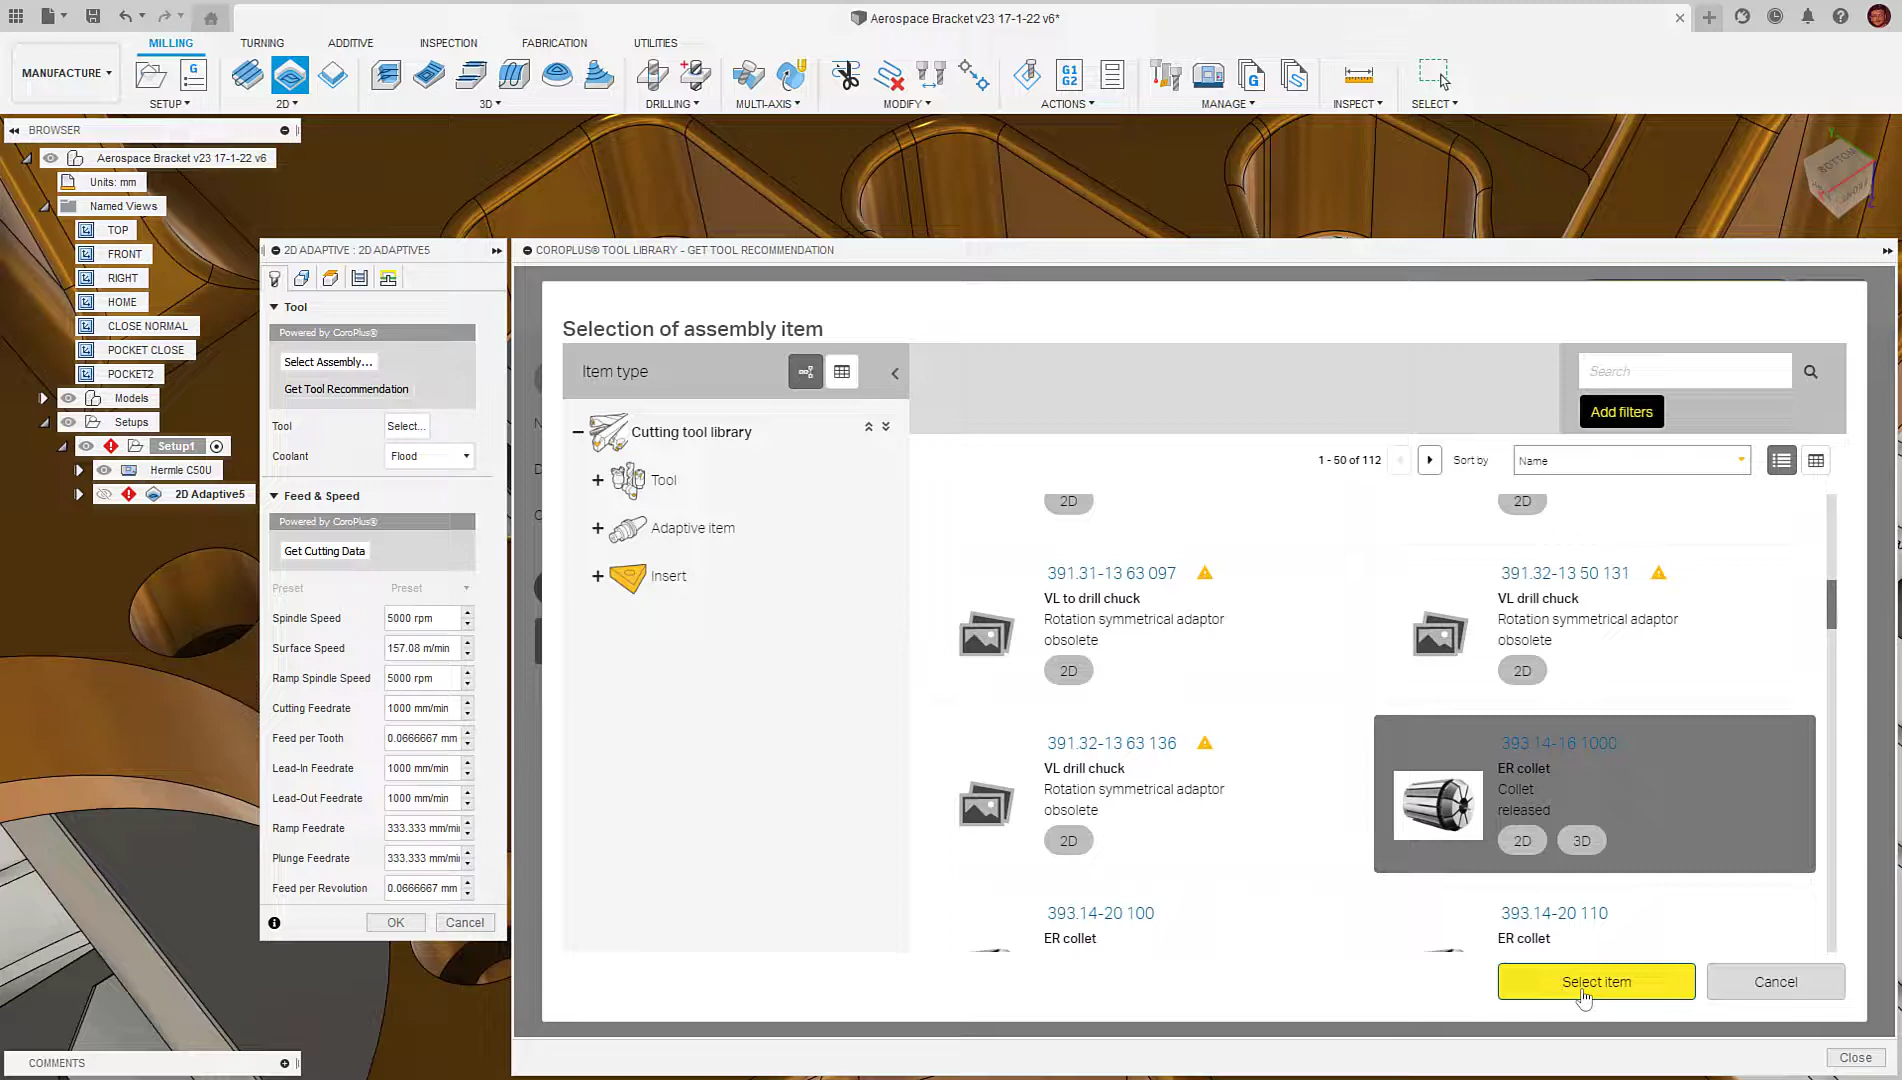 Aerospace Bracket v23 17-1-22 v6*
MILLING
TURNING
ADDITIVE
INSPECTION
FABRICATION
UTILITIES
MANUFACTURE
SETUP
2D
3D
DRILLING
MULTI-AXIS
MODIFY
G1
G2
ACTIONS
MANAGE
INSPECT
SELECT
BROWSER
Aerospace Bracket v23 17-1-22 v6
Units: mm
Named Views
TOP
FRONT
RIGHT
HOME
CLOSE NORMAL
POCKET CLOSE
POCKET2
Models
Setups
Setup1
Hermle C50U
2D Adaptive5
BOTTOM
2D ADAPTIVE : 2D ADAPTIVE5
Tool
Powered by CoroPlus®
Select Assembly...
Get Tool Recommendation
Tool
Select...
Coolant
Flood
Feed & Speed
Powered by CoroPlus®
Get Cutting Data
Preset
Preset
Spindle Speed
5000 rpm
Surface Speed
157.08 m/min
Ramp Spindle Speed
5000 rpm
Cutting Feedrate
1000 mm/min
Feed per Tooth
0.0666667 mm
Lead-In Feedrate
1000 mm/min
Lead-Out Feedrate
1000 mm/min
Ramp Feedrate
333.333 mm/mi
Plunge Feedrate
333.333 mm/mi
Feed per Revolution
0.0666667 mm
OK
Cancel
COROPLUS® TOOL LIBRARY - GET TOOL RECOMMENDATION
Selection of assembly item
Item type
Search
Add filters
Cutting tool library
Tool
Adaptive item
Insert
1 - 50 of 112
Sort by
Name
2D
2D
391.31-13 63 097
VL to drill chuck
Rotation symmetrical adaptor
obsolete
2D
391.32-13 50 131
VL drill chuck
Rotation symmetrical adaptor
obsolete
2D
391.32-13 63 136
VL drill chuck
Rotation symmetrical adaptor
obsolete
2D
393.14-16 1000
ER collet
Collet
released
2D
3D
393.14-20 100
ER collet
393.14-20 110
ER collet
Select item
Cancel
COMMENTS
Close